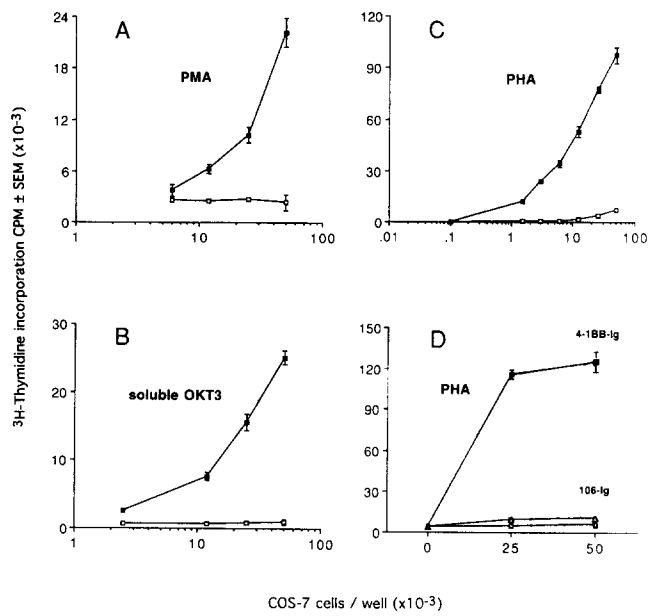 A
PMA
24
18
12
6
0
1
10
100
C
PHA
120
90
60
30
0
.01
.1
1
10
100
³H-Thymidine incorporation CPM ± SEM (x10⁻³)
B
soluble OKT3
30
20
10
0
1
10
100
D
PHA
4-1BB-Ig
106-Ig
150
120
90
60
30
0
0
25
50
COS-7 cells / well (x10⁻³)